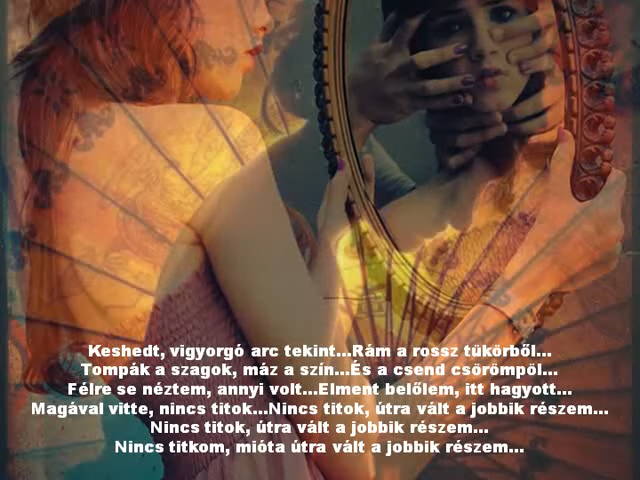 Keshedt, vigyorgó arc tekint...Rám a rossz tükörből...
Tompák a szagok, máz a szín...És a csend csörömpöl...
Félre se néztem, annyi volt...Elment belőlem, itt hagyott...
Magával vitte, nincs titok...Nincs titok, útra vált a jobbik részem...
Nincs titok, útra vált a jobbik részem...
Nincs titkom, mióta útra vált a jobbik részem...